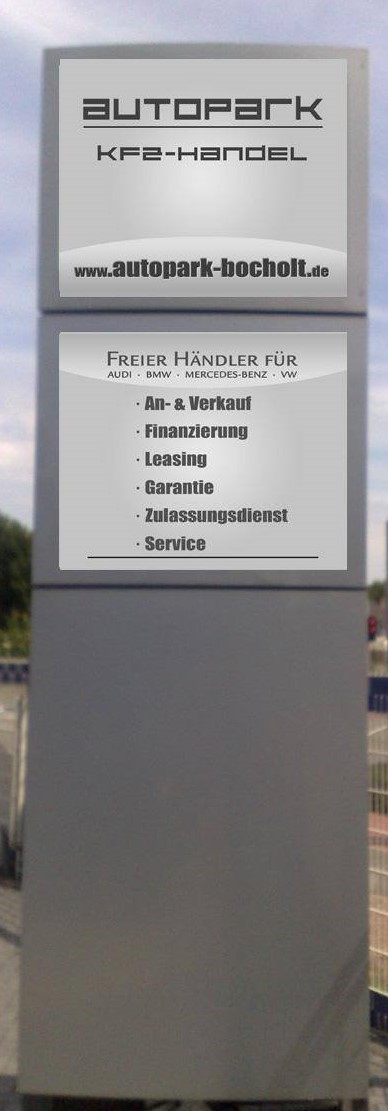 autopark
KFZ-Handel
www.autopark-bocholt.de
Freier Händler für
AUDI · BMW · MERCEDES-BENZ · VW
· An- & Verkauf
· Finanzierung
· Leasing
· Garantie
· Zulassungsdienst
· Service